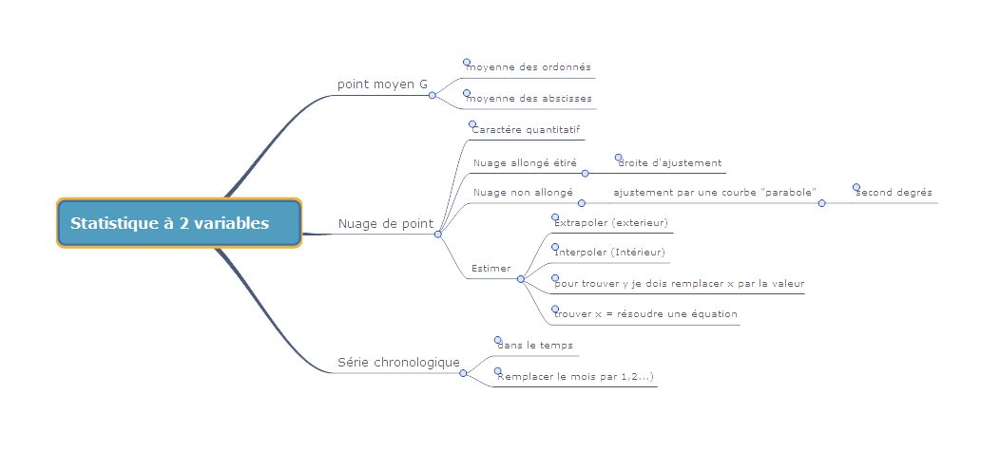 Statistique à 2 variables
point moyen G
moyenne des ordonnés
moyenne des abscisses
Nuage de point
Caractére quantitatif
Nuage allongé étiré
droite d'ajustement
Nuage non allongé
ajustement par une courbe "parabole"
second degrés
Estimer
Extrapoler (exterieur)
Interpoler (Intérieur)
pour trouver y je dois remplacer x par la valeur
trouver x = résoudre une équation
Série chronologique
dans le temps
Remplacer le mois par 1,2...)